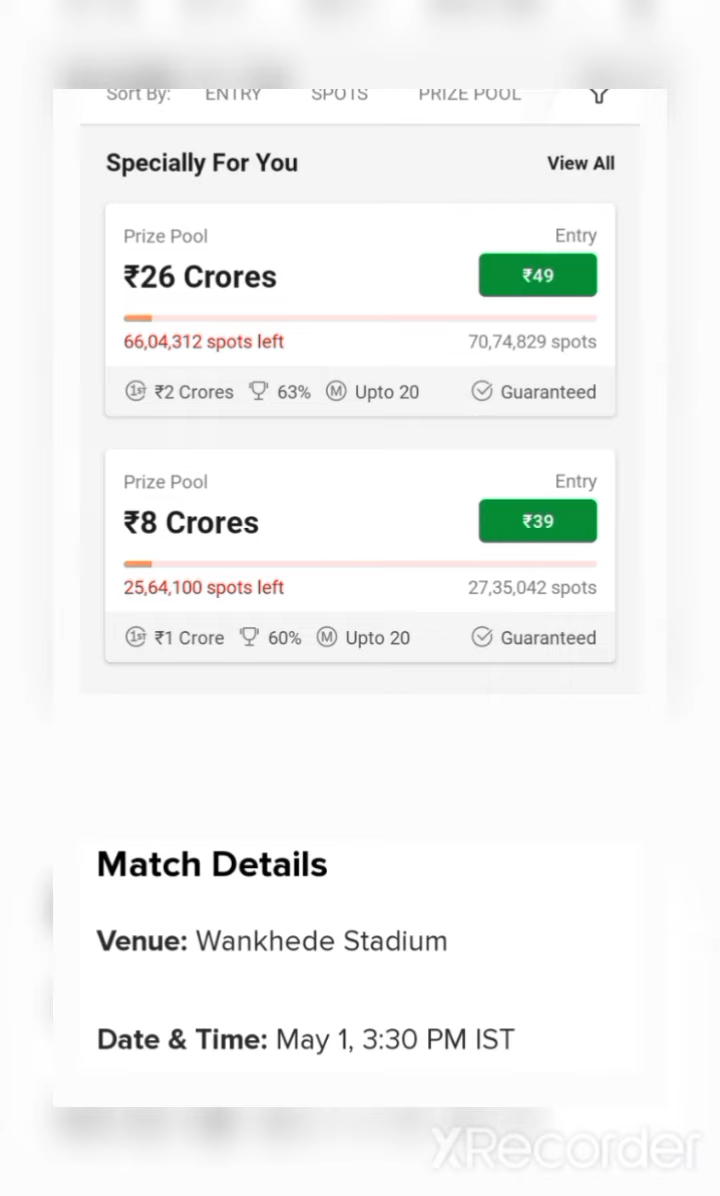 Sort By: ENTRY SPOTS PRIZE POOL
Specially For You View All
Prize Pool Entry
₹26 Crores ₹49
66,04,312 spots left 70,74,829 spots
1st ₹2 Crores 63% M Upto 20 Guaranteed
Prize Pool Entry
₹8 Crores ₹39
25,64,100 spots left 27,35,042 spots
1st ₹1 Crore 60% M Upto 20 Guaranteed
Match Details
Venue: Wankhede Stadium
Date & Time: May 1, 3:30 PM IST
XRecorder